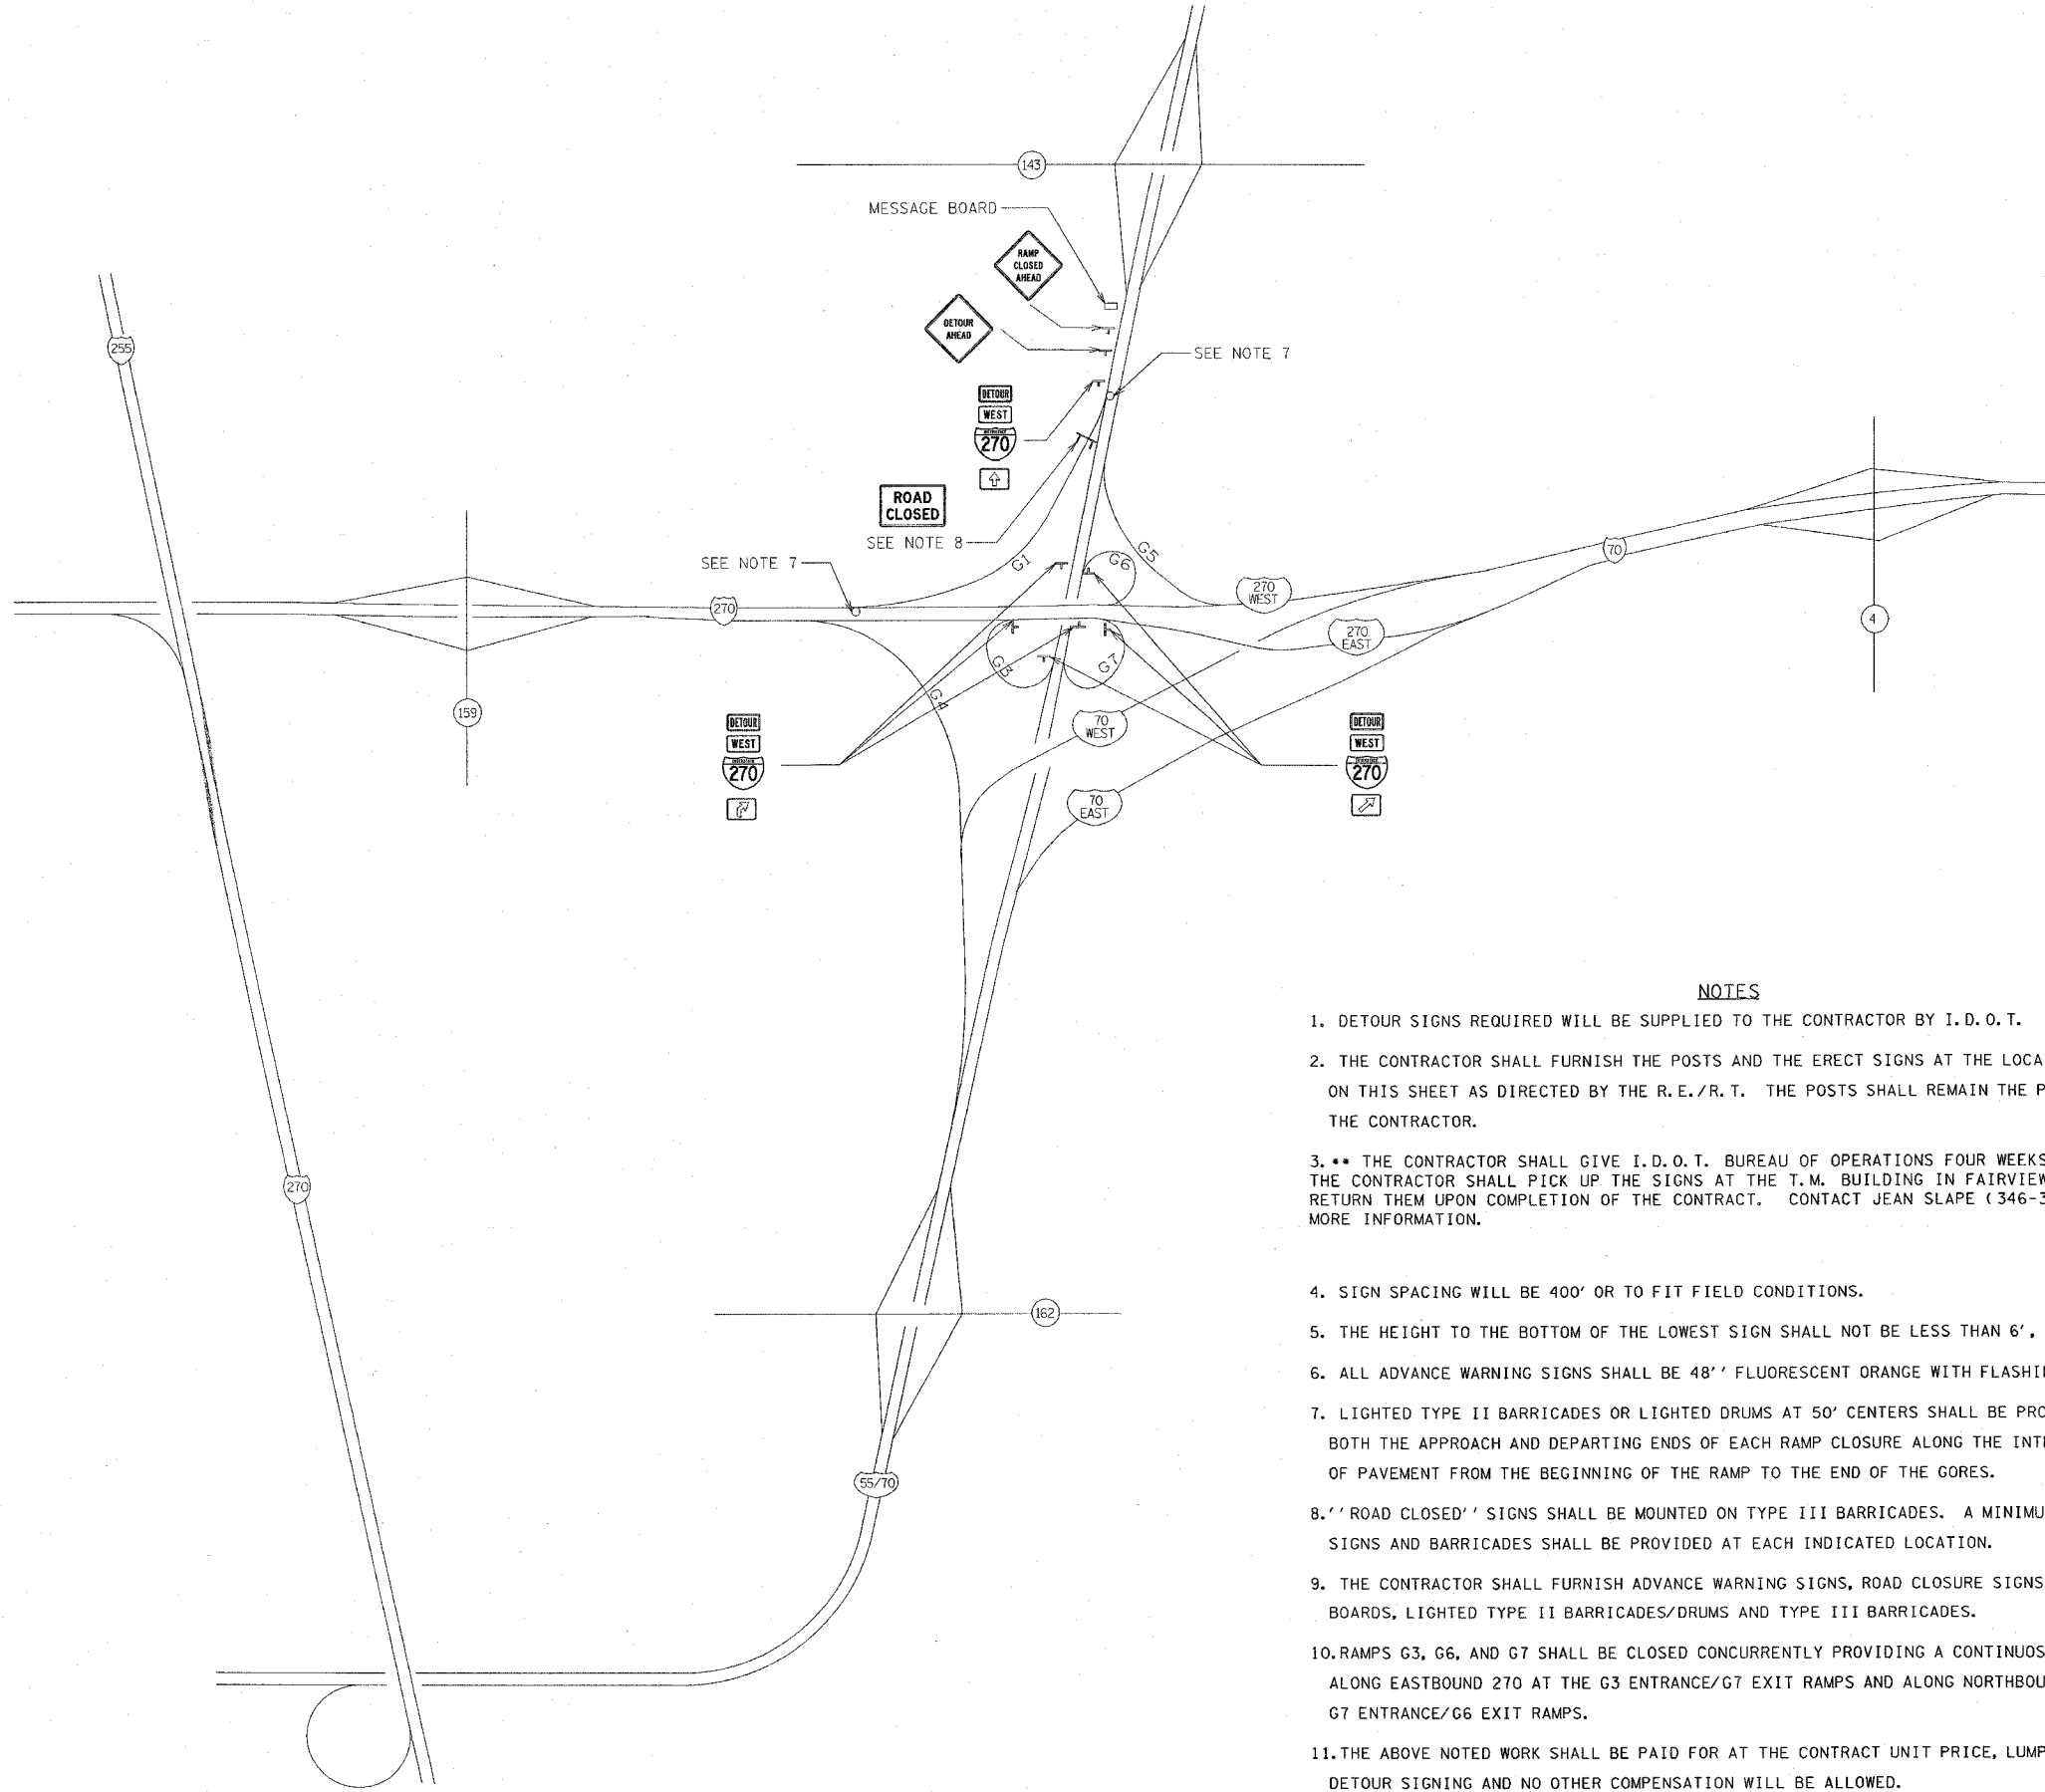 143
MESSAGE BOARD
RAMP
CLOSED
AHEAD
DETOUR
AHEAD
SEE NOTE 7
255
DETOUR
WEST
270
ROAD
CLOSED
SEE NOTE 8
SEE NOTE 7
G1
G6
G5
270
WEST
70
270
270
EAST
4
G3
G7
G4
159
70
WEST
DETOUR
WEST
270
DETOUR
WEST
270
70
EAST
270
162
55/70
NOTES
1. DETOUR SIGNS REQUIRED WILL BE SUPPLIED TO THE CONTRACTOR BY I.D.O.T.
2. THE CONTRACTOR SHALL FURNISH THE POSTS AND THE ERECT SIGNS AT THE LOCA
ON THIS SHEET AS DIRECTED BY THE R.E./R.T. THE POSTS SHALL REMAIN THE P
THE CONTRACTOR.
3. ** THE CONTRACTOR SHALL GIVE I.D.O.T. BUREAU OF OPERATIONS FOUR WEEKS
THE CONTRACTOR SHALL PICK UP THE SIGNS AT THE T.M. BUILDING IN FAIRVIEW
RETURN THEM UPON COMPLETION OF THE CONTRACT. CONTACT JEAN SLAPE (346-3
MORE INFORMATION.
4. SIGN SPACING WILL BE 400' OR TO FIT FIELD CONDITIONS.
5. THE HEIGHT TO THE BOTTOM OF THE LOWEST SIGN SHALL NOT BE LESS THAN 6',
6. ALL ADVANCE WARNING SIGNS SHALL BE 48'' FLUORESCENT ORANGE WITH FLASHI
7. LIGHTED TYPE II BARRICADES OR LIGHTED DRUMS AT 50' CENTERS SHALL BE PRO
BOTH THE APPROACH AND DEPARTING ENDS OF EACH RAMP CLOSURE ALONG THE INT
OF PAVEMENT FROM THE BEGINNING OF THE RAMP TO THE END OF THE GORES.
8.''ROAD CLOSED'' SIGNS SHALL BE MOUNTED ON TYPE III BARRICADES. A MINIMU
SIGNS AND BARRICADES SHALL BE PROVIDED AT EACH INDICATED LOCATION.
9. THE CONTRACTOR SHALL FURNISH ADVANCE WARNING SIGNS, ROAD CLOSURE SIGNS
BOARDS, LIGHTED TYPE II BARRICADES/DRUMS AND TYPE III BARRICADES.
10.RAMPS G3, G6, AND G7 SHALL BE CLOSED CONCURRENTLY PROVIDING A CONTINUOS
ALONG EASTBOUND 270 AT THE G3 ENTRANCE/G7 EXIT RAMPS AND ALONG NORTHBOU
G7 ENTRANCE/G6 EXIT RAMPS.
11.THE ABOVE NOTED WORK SHALL BE PAID FOR AT THE CONTRACT UNIT PRICE, LUMP
DETOUR SIGNING AND NO OTHER COMPENSATION WILL BE ALLOWED.